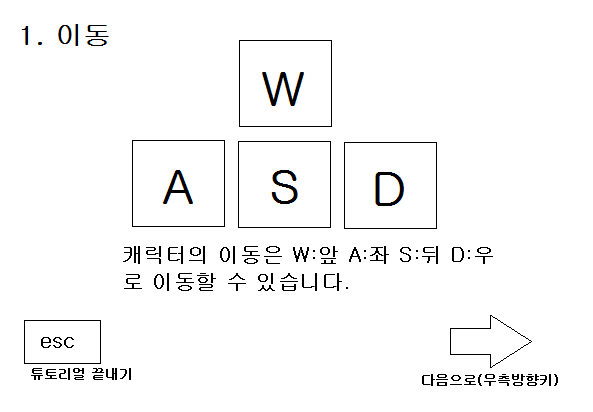 1. 이동
W
A S D
캐릭터의 이동은 W:앞 A:좌 S:뒤 D:우
로 이동할 수 있습니다.
esc
튜토리얼 끝내기
다음으로(우측방향키)